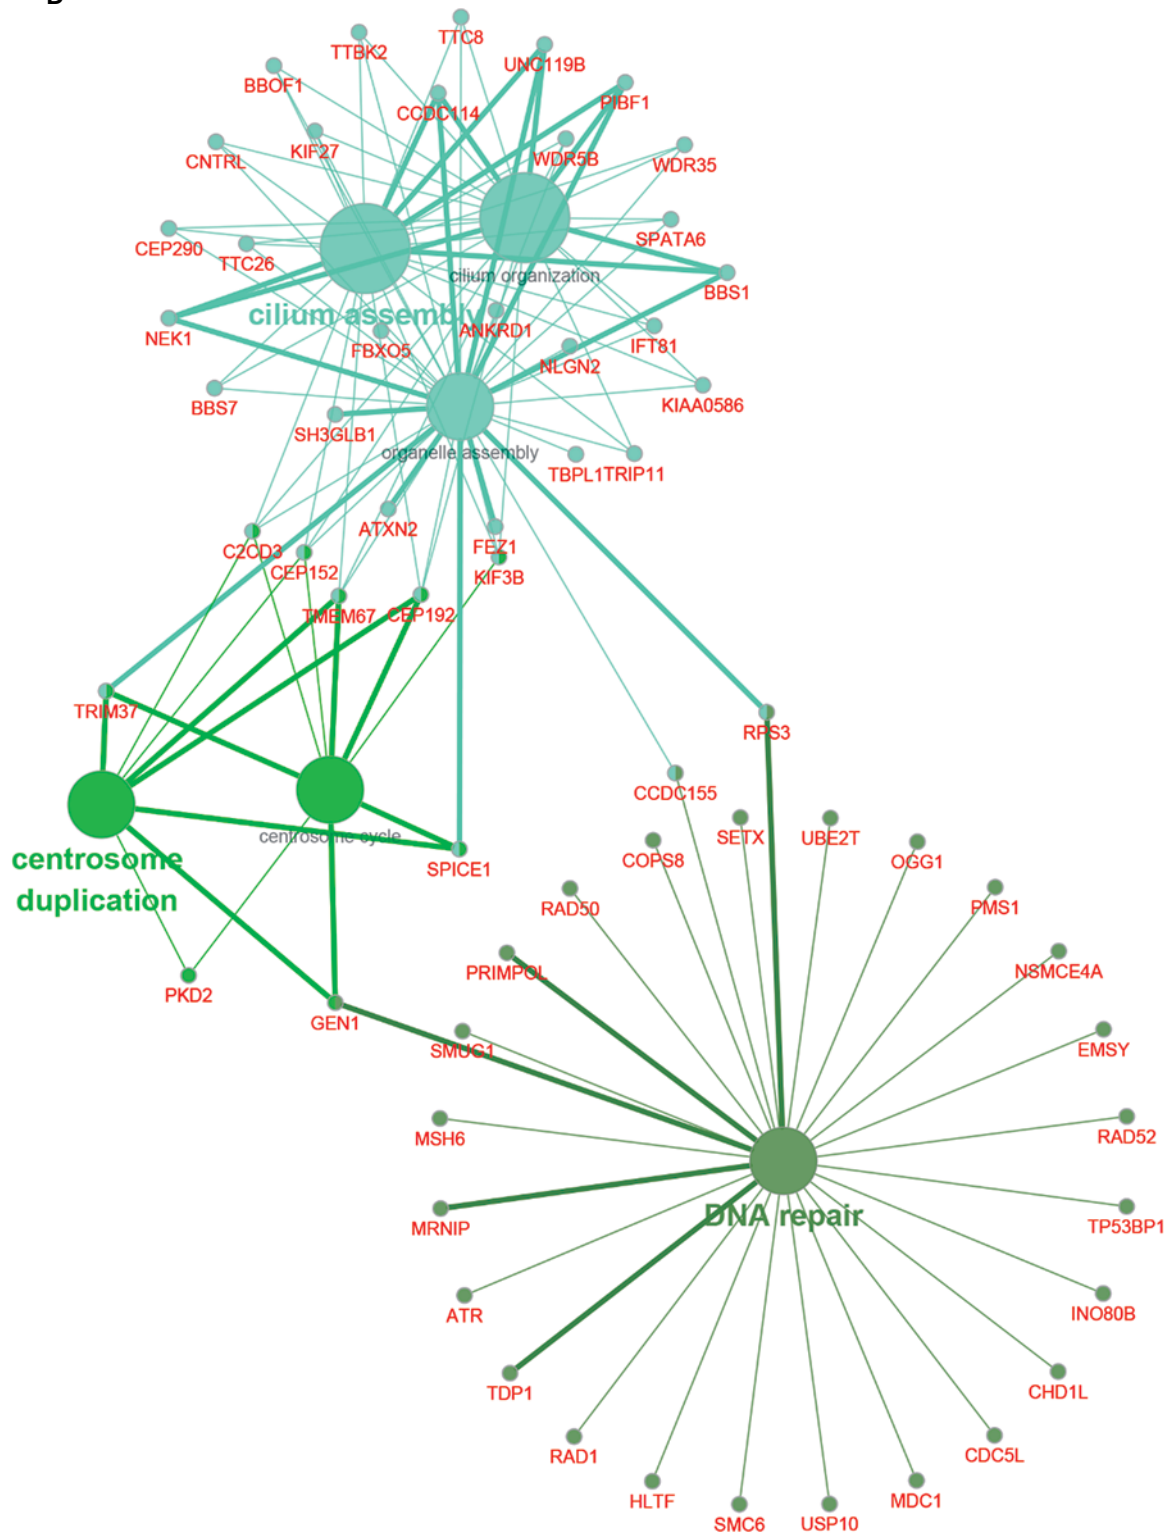 TTC8
TTBK2
UNC119B
BBOF1
PIBF1
CCDC114
KIF27
WDR5B
CNTRL
WDR35
SPATA6
CEP290
TTC26
cilium organization
BBS1
cilium assembly
ANKRD1
NEK1
FBXO5
IFT81
NLGN2
BBS7
KIAA0586
SH3GLB1
organelle assembly
TBPL1
TRIP11
ATXN2
C2CD3
FEZ1
CEP152
KIF3B
TMEM67
CEP192
TRIM37
RPS3
CCDC155
centrosome cycle
SETX
UBE2T
centrosome
duplication
COPS8
OGG1
SPICE1
RAD50
PMS1
PRIMPOL
NSMCE4A
PKD2
GEN1
SMUG1
EMSY
MSH6
RAD52
DNA repair
MRNIP
TP53BP1
ATR
INO80B
TDP1
CHD1L
RAD1
CDC5L
HLTF
MDC1
SMC6
USP10